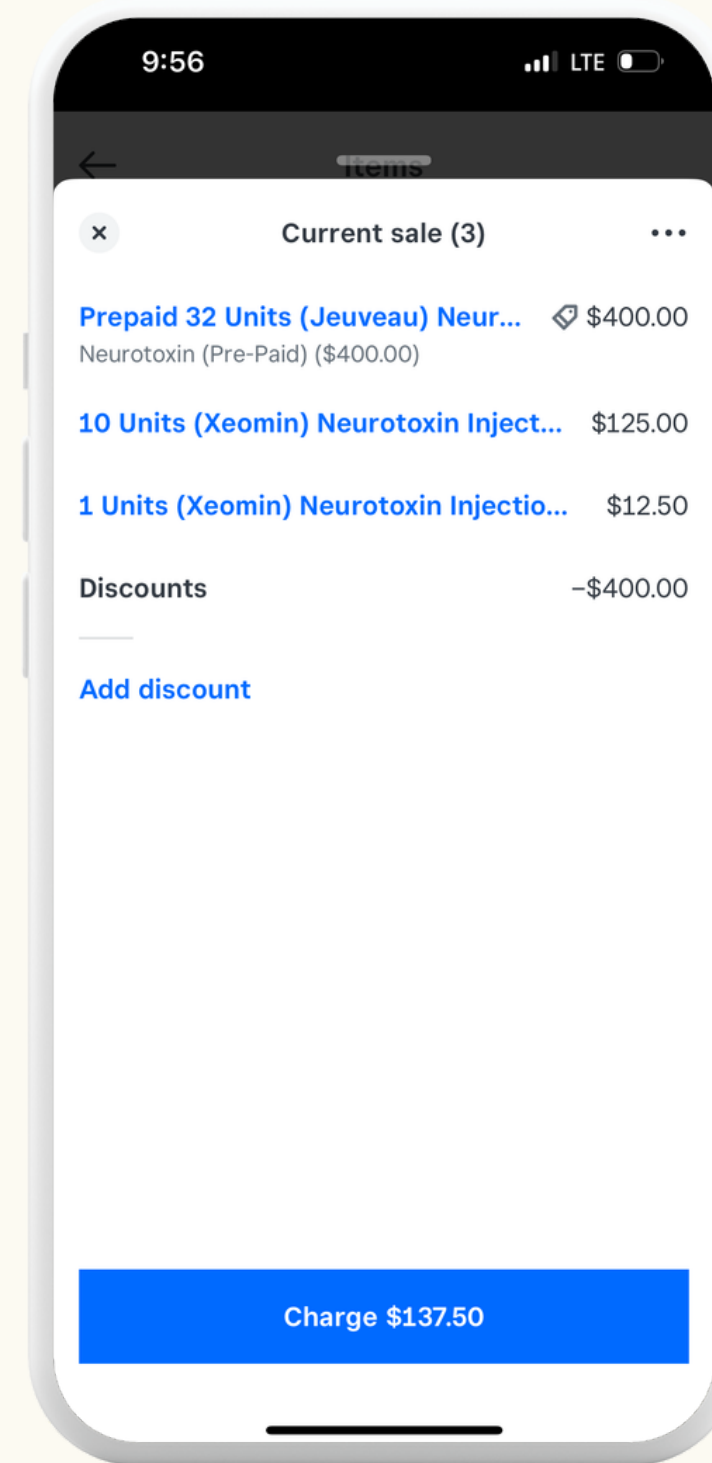 9:56 LTE
Items
Current sale (3)
Prepaid 32 Units (Jeuveau) Neur... $400.00
Neurotoxin (Pre-Paid) ($400.00)
10 Units (Xeomin) Neurotoxin Inject... $125.00
1 Units (Xeomin) Neurotoxin Injectio... $12.50
Discounts −$400.00
Add discount
Charge $137.50